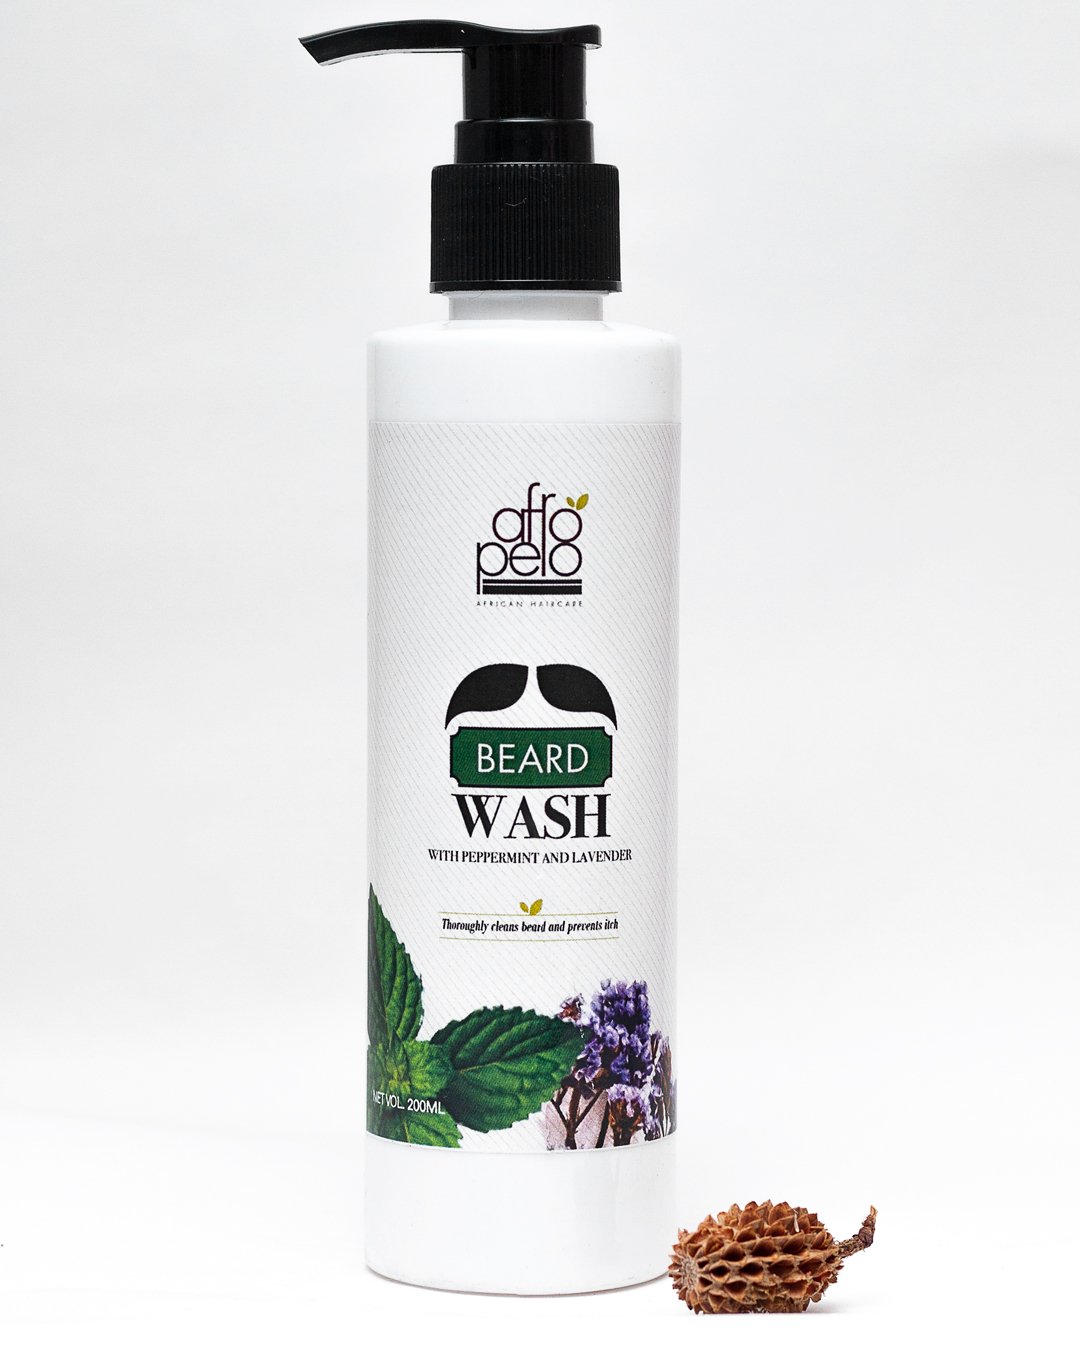 afro
pelo
AFRICAN HAIRCARE
BEARD
WASH
WITH PEPPERMINT AND LAVENDER
Thoroughly cleans beard and prevents itch
NET VOL. 200ML